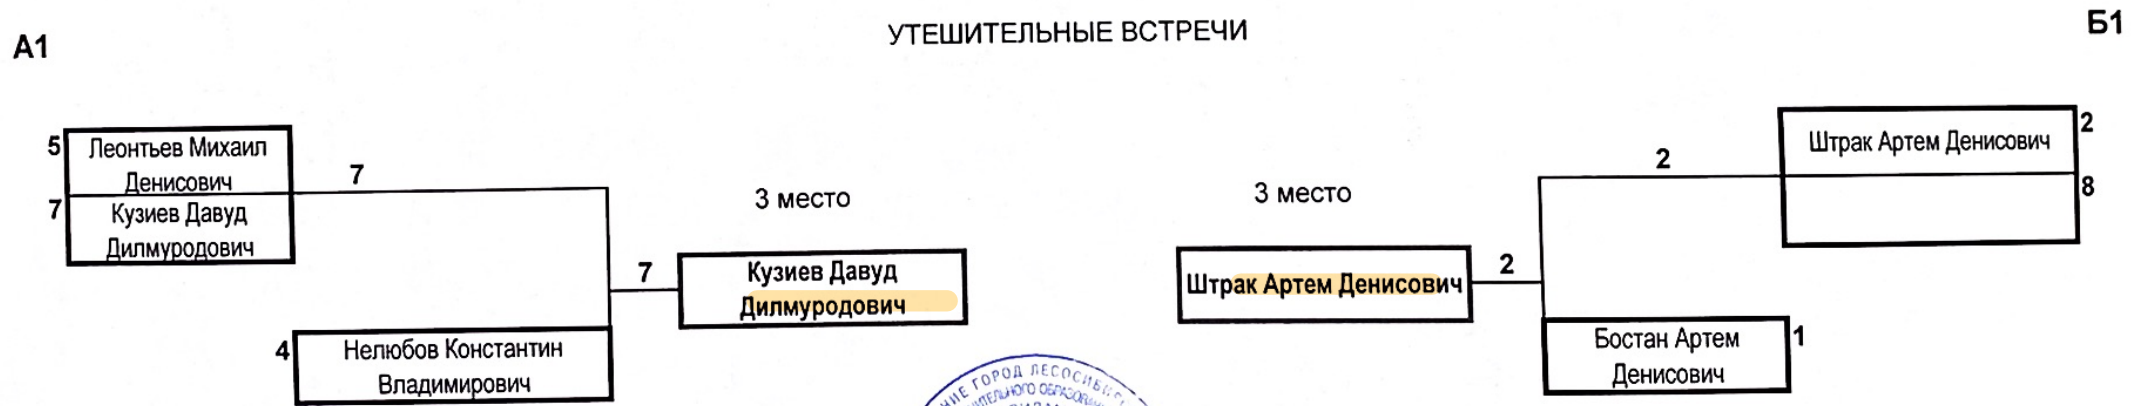 УТЕШИТЕЛЬНЫЕ ВСТРЕЧИ
А1
Б1
5
Леонтьев Михаил
Денисович
7
Кузиев Давуд
Дилмуродович
7
4
Нелюбов Константин
Владимирович
7
3 место
Кузиев Давуд
Дилмуродович
3 место
Штрак Артем Денисович
2
2
Штрак Артем Денисович
2
8
Бостан Артем
Денисович
1
ГОРОД ЛЕСОСИБ